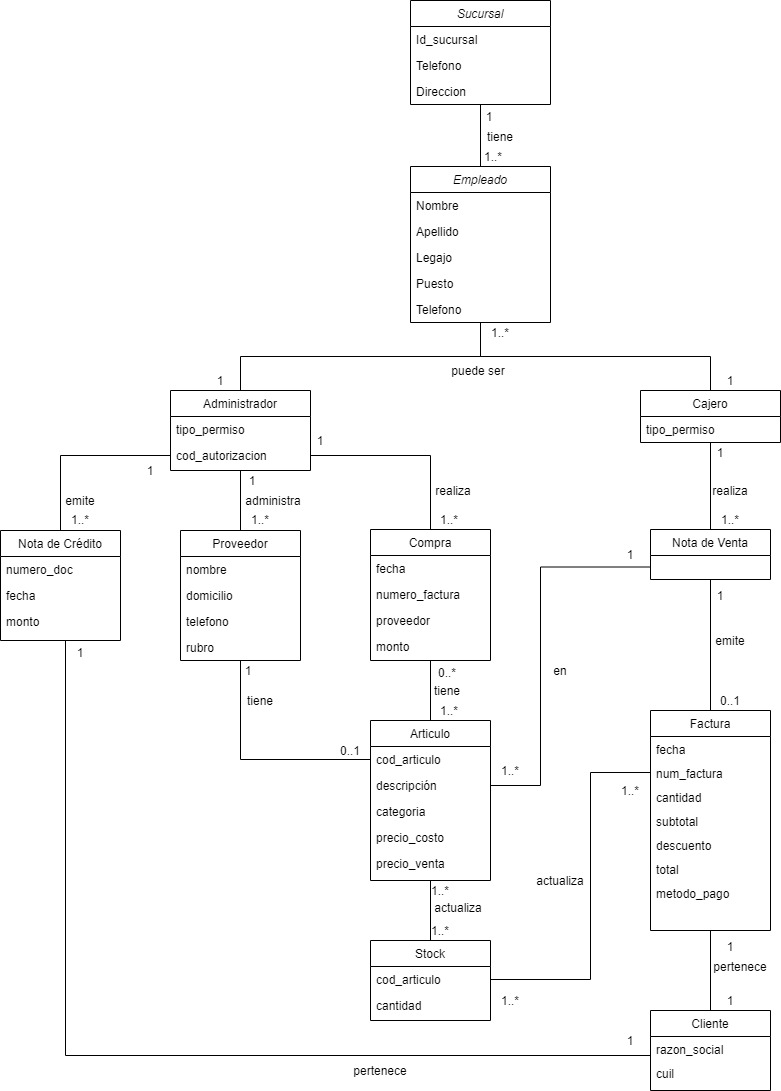 Sucursal
Id_sucursal
Telefono
Direccion
1
tiene
1..*
Empleado
Nombre
Apellido
Legajo
Puesto
Telefono
1..*
puede ser
1
1
Administrador
tipo_permiso
cod_autorizacion
Cajero
tipo_permiso
1
1
1
1
emite
1..*
administra
1..*
realiza
1..*
realiza
1..*
Nota de Crédito
numero_doc
fecha
monto
Proveedor
nombre
domicilio
telefono
rubro
Compra
fecha
numero_factura
proveedor
monto
Nota de Venta
1
1
emite
0..1
en
1
1
tiene
0..1
0..*
tiene
1..*
Articulo
cod_articulo
descripción
categoria
precio_costo
precio_venta
1..*
Factura
fecha
num_factura
cantidad
subtotal
descuento
total
metodo_pago
1..*
actualiza
1..*
actualiza
1..*
Stock
cod_articulo
cantidad
1..*
1
pertenece
1
Cliente
razon_social
cuil
1
pertenece